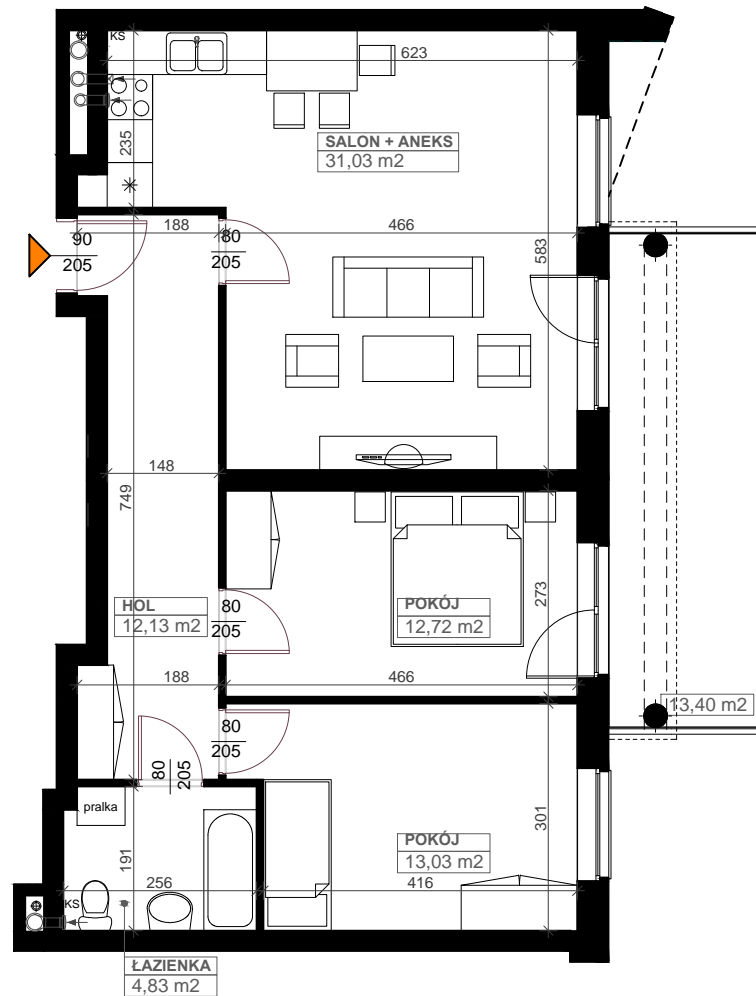 KS
623
235
SALON + ANEKS
31,03 m2
90
205
188
80
205
466
583
148
749
HOL
12,13 m2
80
205
POKÓJ
12,72 m2
273
188
466
13,40 m2
80
205
80
205
pralka
191
256
KS
POKÓJ
13,03 m2
416
301
ŁAZIENKA
4,83 m2